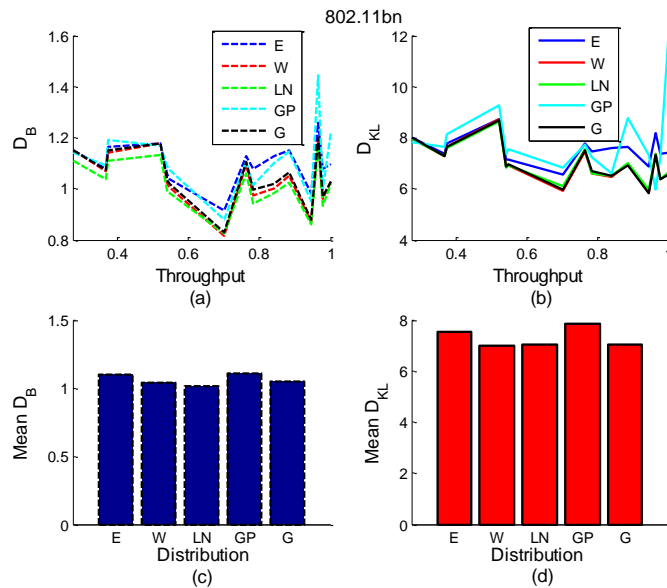 802.11bn
1.6
1.4
1.2
1
0.8
D_B
0.4
0.6
0.8
1
Throughput
(a)
E
W
LN
GP
G
12
10
8
6
4
D_KL
0.4
0.6
0.8
1
Throughput
(b)
E
W
LN
GP
G
1.5
1
0.5
0
Mean D_B
E W LN GP G
Distribution
(c)
8
6
4
2
0
Mean D_KL
E W LN GP G
Distribution
(d)